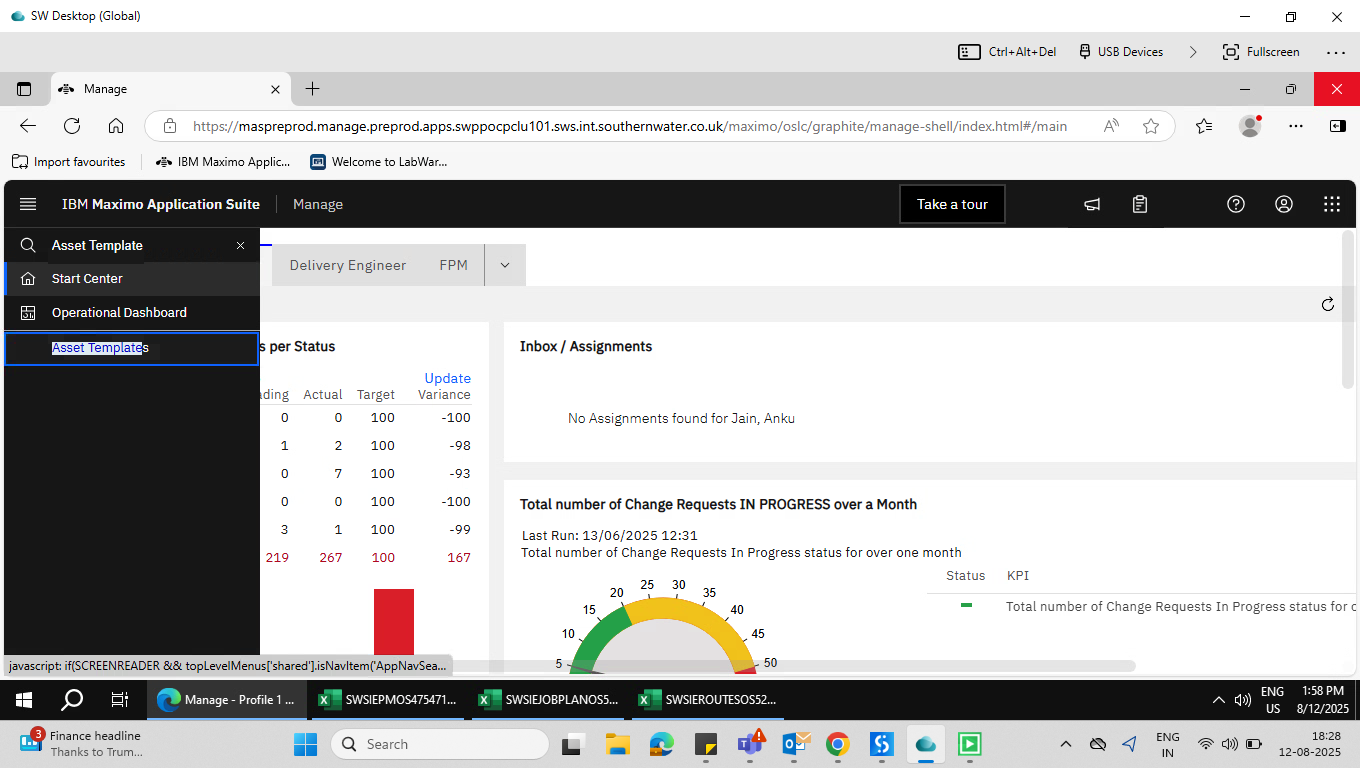 SW Desktop (Global)
Ctrl+Alt+Del
USB Devices
Fullscreen
Manage
https://maspreprod.manage.preprod.apps.swppocpclu101.sws.int.southernwater.co.uk/maximo/oslc/graphite/manage-shell/index.html#/main
Import favourites
IBM Maximo Applic...
Welcome to LabWar...
IBM Maximo Application Suite
Manage
Take a tour
Asset Template
Start Center
Operational Dashboard
Asset Templates
Delivery Engineer
FPM
s per Status
Update
ading Actual Target Variance
0 0 100 -100
1 2 100 -98
0 7 100 -93
0 0 100 -100
3 1 100 -99
219 267 100 167
Inbox / Assignments
No Assignments found for Jain, Anku
Total number of Change Requests IN PROGRESS over a Month
Last Run: 13/06/2025 12:31
Total number of Change Requests In Progress status for over one month
5
10
15
20
25
30
35
40
45
50
Status KPI
Total number of Change Requests In Progress status for o
javascript: if(SCREENREADER && topLevelMenus['shared'].isNavItem('AppNavSea...
Manage - Profile 1 ...
SWSIEPMOS475471...
SWSIEJOBPLANOS5...
SWSIEROUTESOS52...
ENG
US
1:58 PM
8/12/2025
3
Finance headline
Thanks to Trum...
Search
ENG
IN
18:28
12-08-2025